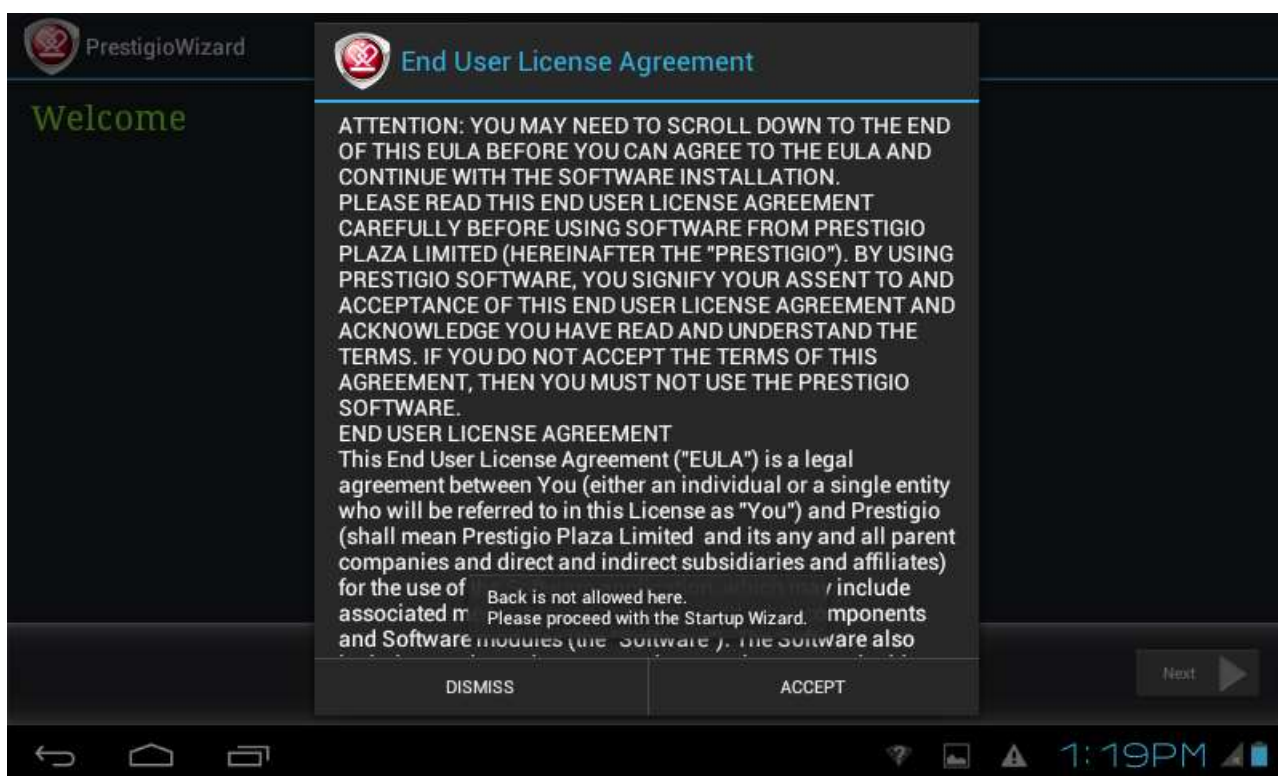 PrestigioWizard
Welcome
End User License Agreement
ATTENTION: YOU MAY NEED TO SCROLL DOWN TO THE END
OF THIS EULA BEFORE YOU CAN AGREE TO THE EULA AND
CONTINUE WITH THE SOFTWARE INSTALLATION.
PLEASE READ THIS END USER LICENSE AGREEMENT
CAREFULLY BEFORE USING SOFTWARE FROM PRESTIGIO
PLAZA LIMITED (HEREINAFTER THE "PRESTIGIO"). BY USING
PRESTIGIO SOFTWARE, YOU SIGNIFY YOUR ASSENT TO AND
ACCEPTANCE OF THIS END USER LICENSE AGREEMENT AND
ACKNOWLEDGE YOU HAVE READ AND UNDERSTAND THE
TERMS. IF YOU DO NOT ACCEPT THE TERMS OF THIS
AGREEMENT, THEN YOU MUST NOT USE THE PRESTIGIO
SOFTWARE.
END USER LICENSE AGREEMENT
This End User License Agreement ("EULA") is a legal
agreement between You (either an individual or a single entity
who will be referred to in this License as "You") and Prestigio
(shall mean Prestigio Plaza Limited and its any and all parent
companies and direct and indirect subsidiaries and affiliates)
for the use of include
associated
and Software modules (the "Software"). The Software also
Back is not allowed here.
Please proceed with the Startup Wizard.
DISMISS
ACCEPT
Next
1:19PM